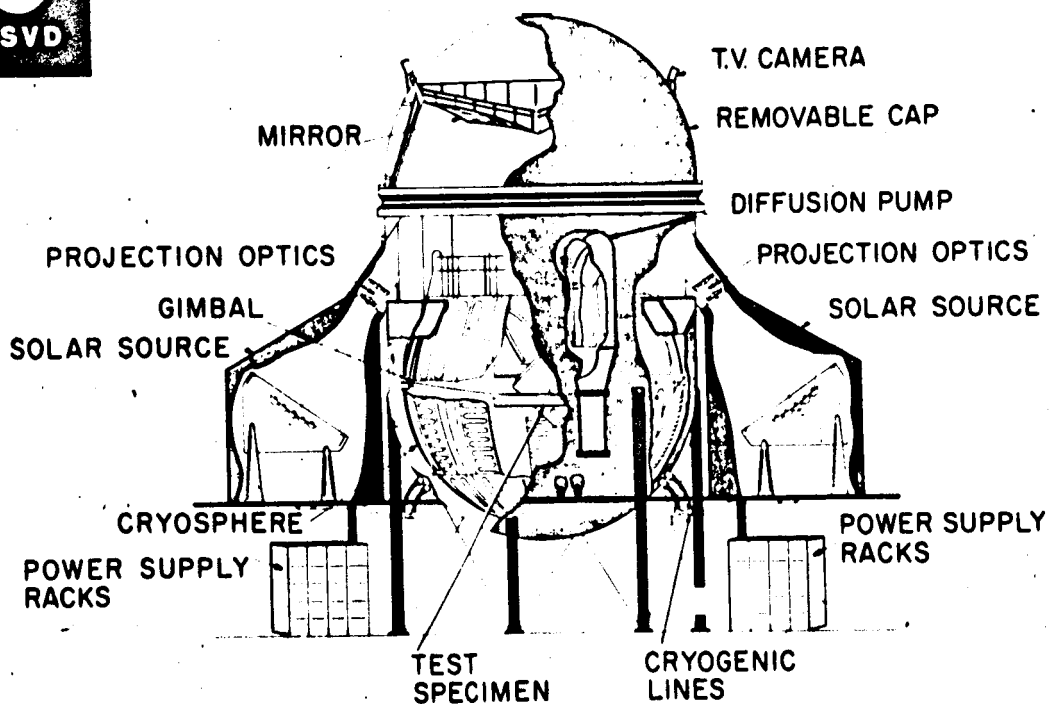 SVD
T.V. CAMERA
REMOVABLE CAP
MIRROR
DIFFUSION PUMP
PROJECTION OPTICS
PROJECTION OPTICS
GIMBAL
SOLAR SOURCE
SOLAR SOURCE
CRYOSPHERE
POWER SUPPLY
RACKS
POWER SUPPLY
RACKS
TEST
SPECIMEN
CRYOGENIC
LINES